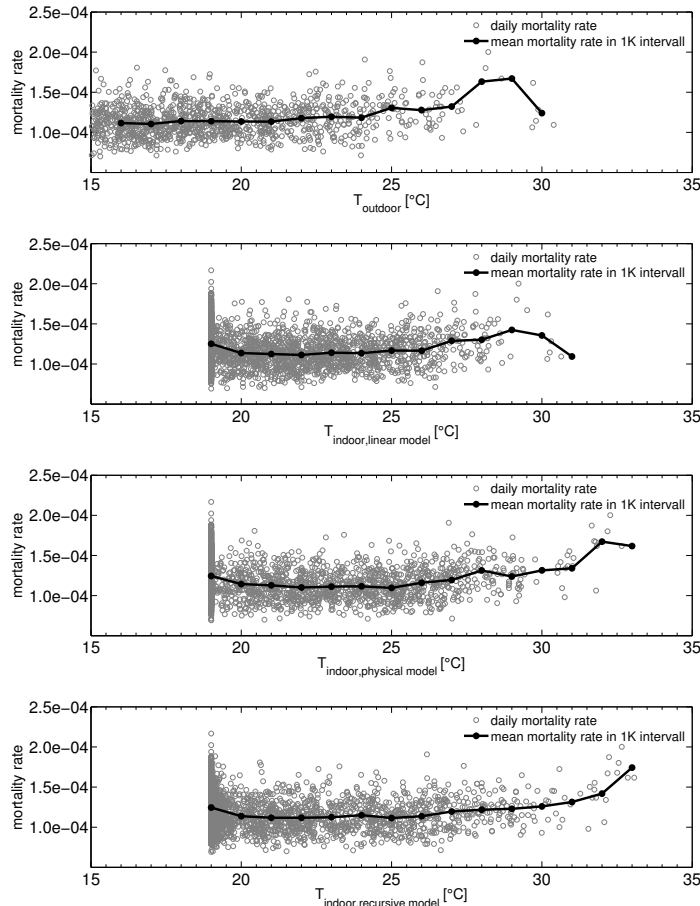 2.5e−04
2.0e−04
1.5e−04
1.0e−04
mortality rate
daily mortality rate
mean mortality rate in 1K intervall
15 20 25 30 35
T_outdoor [°C]
2.5e−04
2.0e−04
1.5e−04
1.0e−04
mortality rate
daily mortality rate
mean mortality rate in 1K intervall
15 20 25 30 35
T_indoor,linear model [°C]
2.5e−04
2.0e−04
1.5e−04
1.0e−04
mortality rate
daily mortality rate
mean mortality rate in 1K intervall
15 20 25 30 35
T_indoor,physical model [°C]
2.5e−04
2.0e−04
1.5e−04
1.0e−04
mortality rate
daily mortality rate
mean mortality rate in 1K intervall
15 20 25 30 35
T_indoor,recursive model [°C]